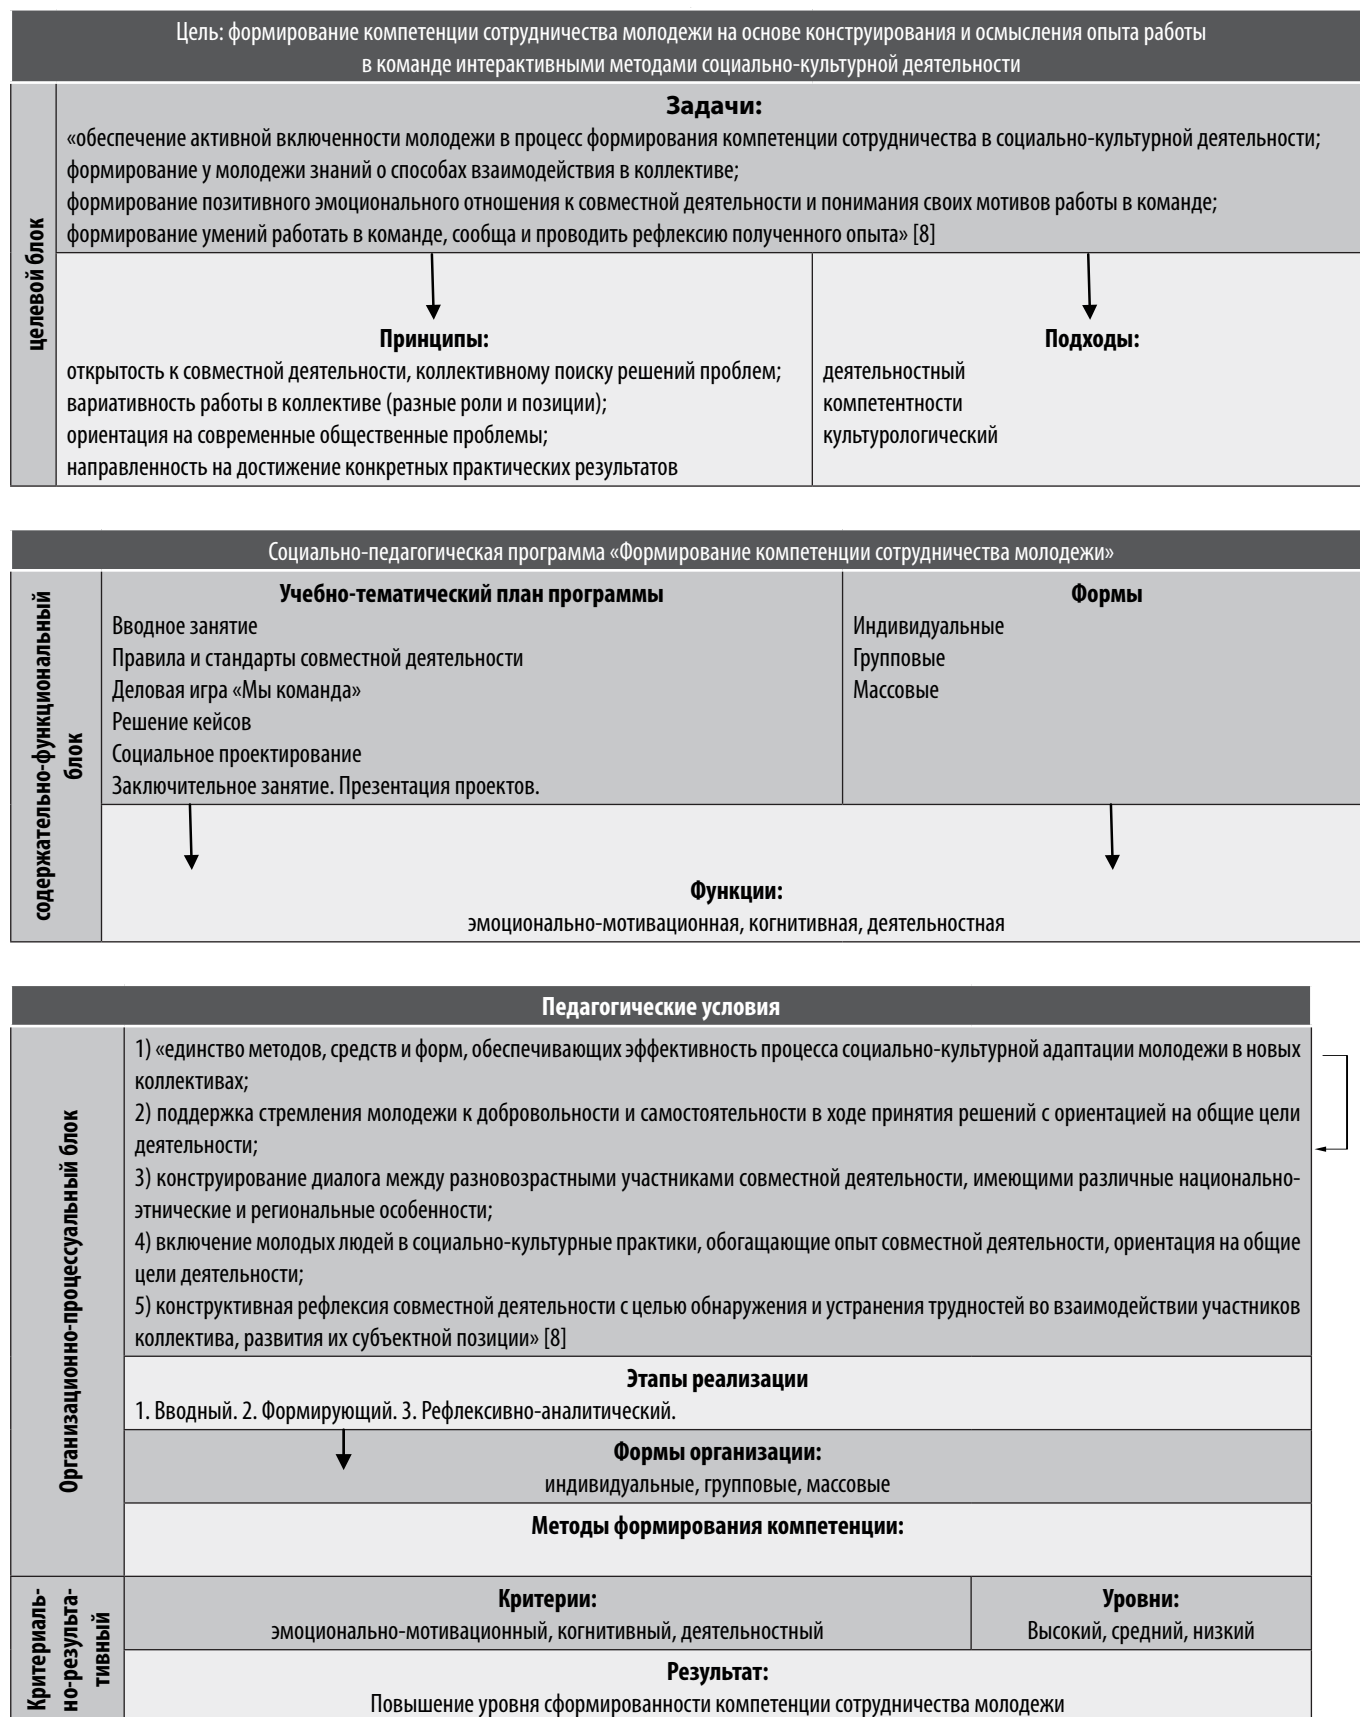 Цель: формирование компетенции сотрудничества молодежи на основе конструирования и осмысления опыта работы
в команде интерактивными методами социально-культурной деятельности
целевой блок
Задачи:
«обеспечение активной включенности молодежи в процесс формирования компетенции сотрудничества в социально-культурной деятельности;
формирование у молодежи знаний о способах взаимодействия в коллективе;
формирование позитивного эмоционального отношения к совместной деятельности и понимания своих мотивов работы в команде;
формирование умений работать в команде, сообща и проводить рефлексию полученного опыта» [8]
Принципы:
открытость к совместной деятельности, коллективному поиску решений проблем;
вариативность работы в коллективе (разные роли и позиции);
ориентация на современные общественные проблемы;
направленность на достижение конкретных практических результатов
Подходы:
деятельностный
компетентности
культурологический
Социально-педагогическая программа «Формирование компетенции сотрудничества молодежи»
содержательно-функциональный
блок
Учебно-тематический план программы
Вводное занятие
Правила и стандарты совместной деятельности
Деловая игра «Мы команда»
Решение кейсов
Социальное проектирование
Заключительное занятие. Презентация проектов.
Формы
Индивидуальные
Групповые
Массовые
Функции:
эмоционально-мотивационная, когнитивная, деятельностная
Педагогические условия
Организационно-процессуальный блок
1) «единство методов, средств и форм, обеспечивающих эффективность процесса социально-культурной адаптации молодежи в новых
коллективах;
2) поддержка стремления молодежи к добровольности и самостоятельности в ходе принятия решений с ориентацией на общие цели
деятельности;
3) конструирование диалога между разновозрастными участниками совместной деятельности, имеющими различные национально-
этнические и региональные особенности;
4) включение молодых людей в социально-культурные практики, обогащающие опыт совместной деятельности, ориентация на общие
цели деятельности;
5) конструктивная рефлексия совместной деятельности с целью обнаружения и устранения трудностей во взаимодействии участников
коллектива, развития их субъектной позиции» [8]
Этапы реализации
1. Вводный. 2. Формирующий. 3. Рефлексивно-аналитический.
Формы организации:
индивидуальные, групповые, массовые
Методы формирования компетенции:
Критериаль-
но-результа-
тивный
Критерии:
эмоционально-мотивационный, когнитивный, деятельностный
Уровни:
Высокий, средний, низкий
Результат:
Повышение уровня сформированности компетенции сотрудничества молодежи